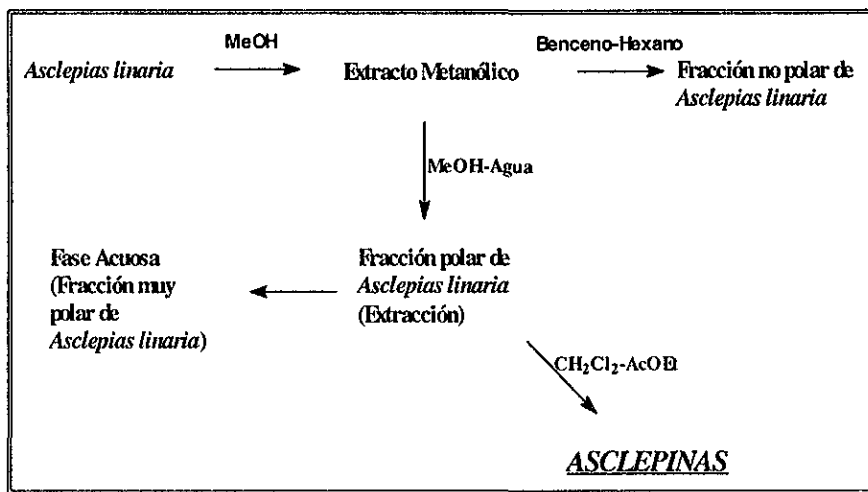 MeOH
Benceno-Hexano
Asclepias linaria
Extracto Metanólico
Fracción no polar de
Asclepias linaria
MeOH-Agua
Fase Acuosa
(Fracción muy
polar de
Asclepias linaria)
Fracción polar de
Asclepias linaria
(Extracción)
CH₂Cl₂-AcOEt
ASCLEPINAS